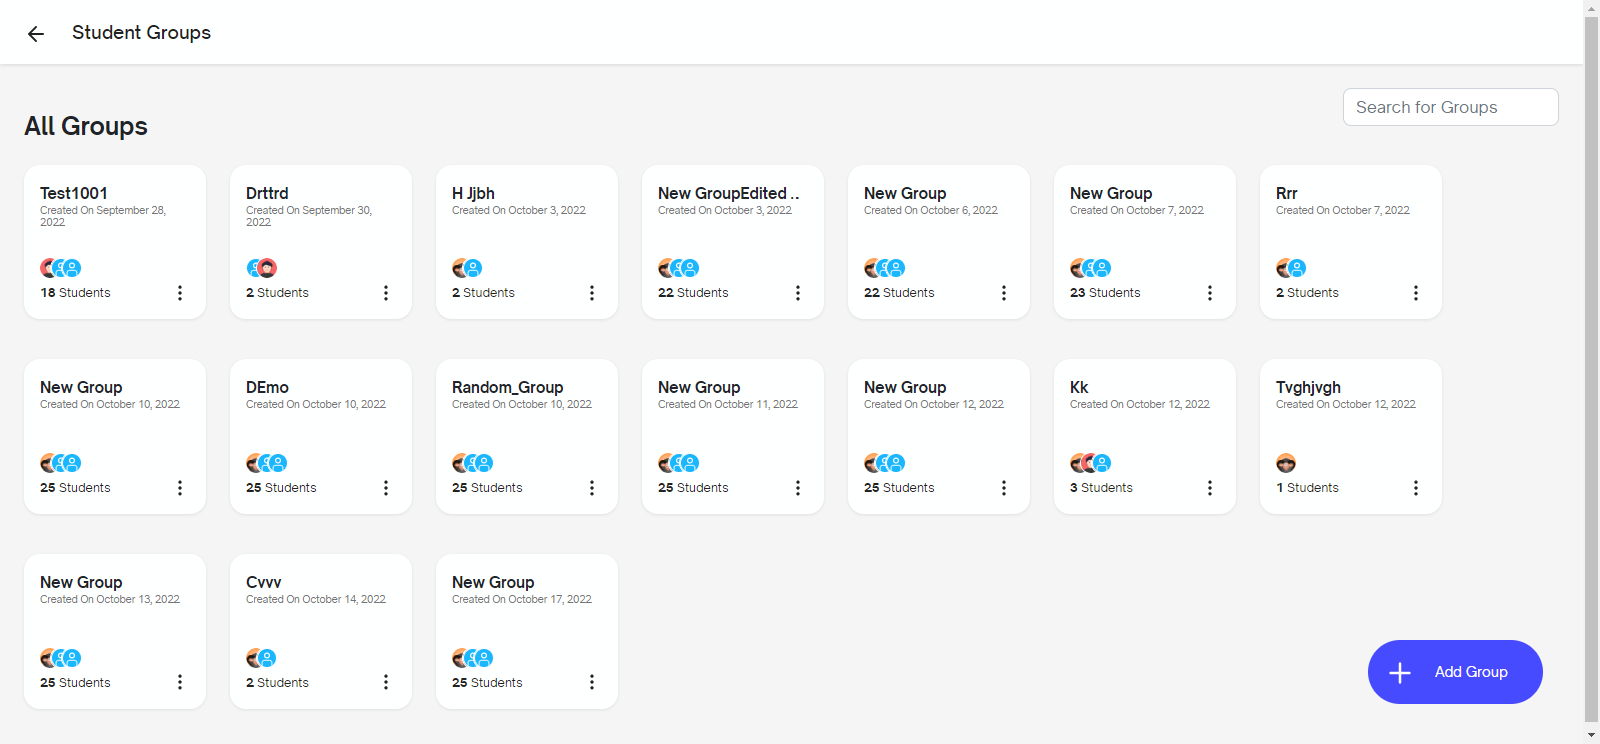 Student Groups
Search for Groups
All Groups
Test1001
Created On September 28,
2022
18 Students
Drttrd
Created On September 30,
2022
2 Students
H Jjbh
Created On October 3, 2022
2 Students
New GroupEdited ..
Created On October 3, 2022
22 Students
New Group
Created On October 6, 2022
22 Students
New Group
Created On October 7, 2022
23 Students
Rrr
Created On October 7, 2022
2 Students
New Group
Created On October 10, 2022
25 Students
DEmo
Created On October 10, 2022
25 Students
Random_Group
Created On October 10, 2022
25 Students
New Group
Created On October 11, 2022
25 Students
New Group
Created On October 12, 2022
25 Students
Kk
Created On October 12, 2022
3 Students
Tvghjvgh
Created On October 12, 2022
1 Students
New Group
Created On October 13, 2022
25 Students
Cvvv
Created On October 14, 2022
2 Students
New Group
Created On October 17, 2022
25 Students
Add Group